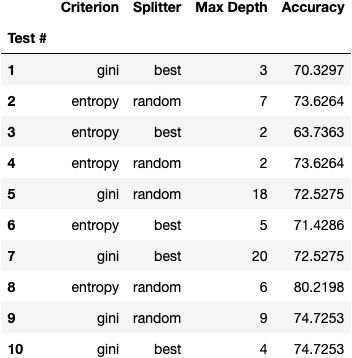 Criterion Splitter Max Depth Accuracy
Test #
1 gini best 3 70.3297
2 entropy random 7 73.6264
3 entropy best 2 63.7363
4 entropy random 2 73.6264
5 gini random 18 72.5275
6 entropy best 5 71.4286
7 gini best 20 72.5275
8 entropy random 6 80.2198
9 gini random 9 74.7253
10 gini best 4 74.7253